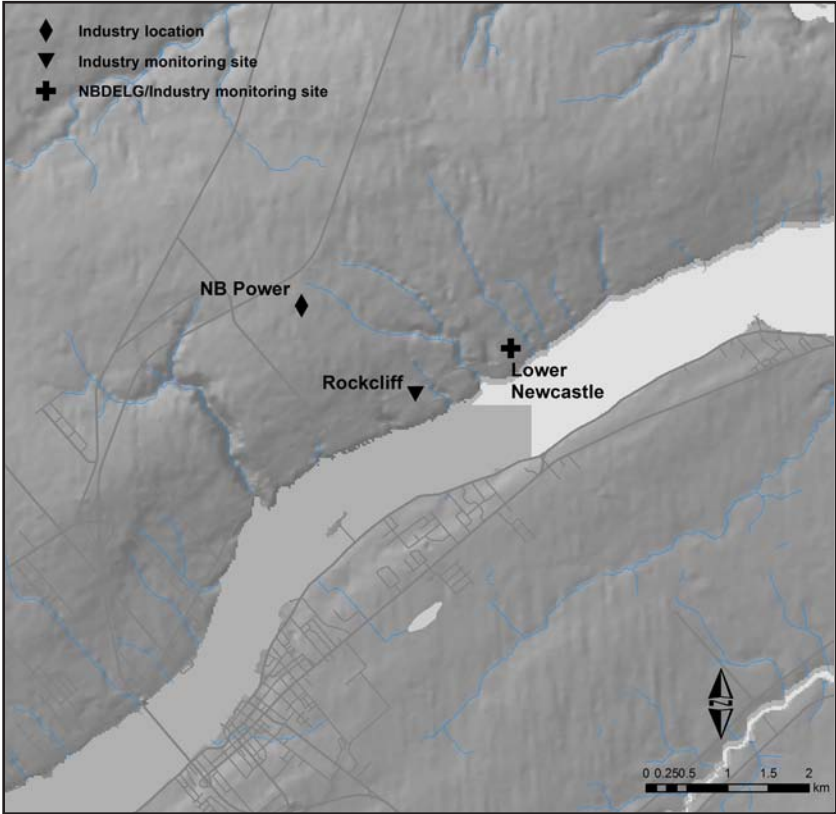 Industry location
Industry monitoring site
NBDELG/Industry monitoring site
NB Power
Rockcliff
Lower
Newcastle
N
0 0.250.5 1 1.5 2
km